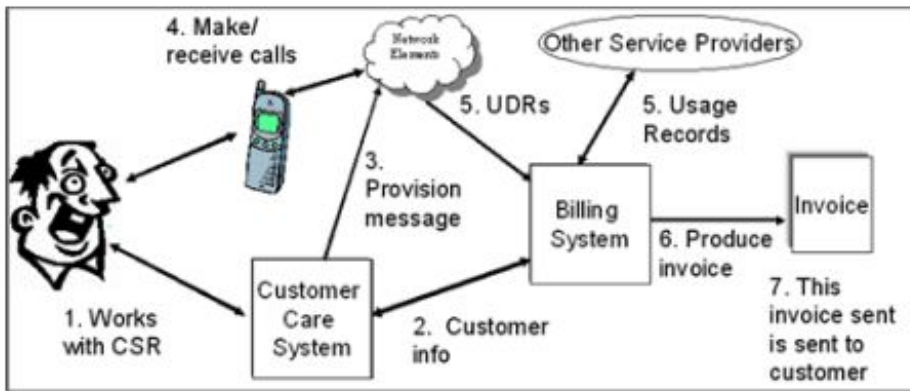 4. Make/
receive calls
Network
Elements
Other Service Providers
5. UDRs
5. Usage
Records
3.
Provision
message
Billing
System
Invoice
6. Produce
invoice
Customer
Care
System
1. Works
with CSR
2. Customer
info
7. This
invoice sent
is sent to
customer